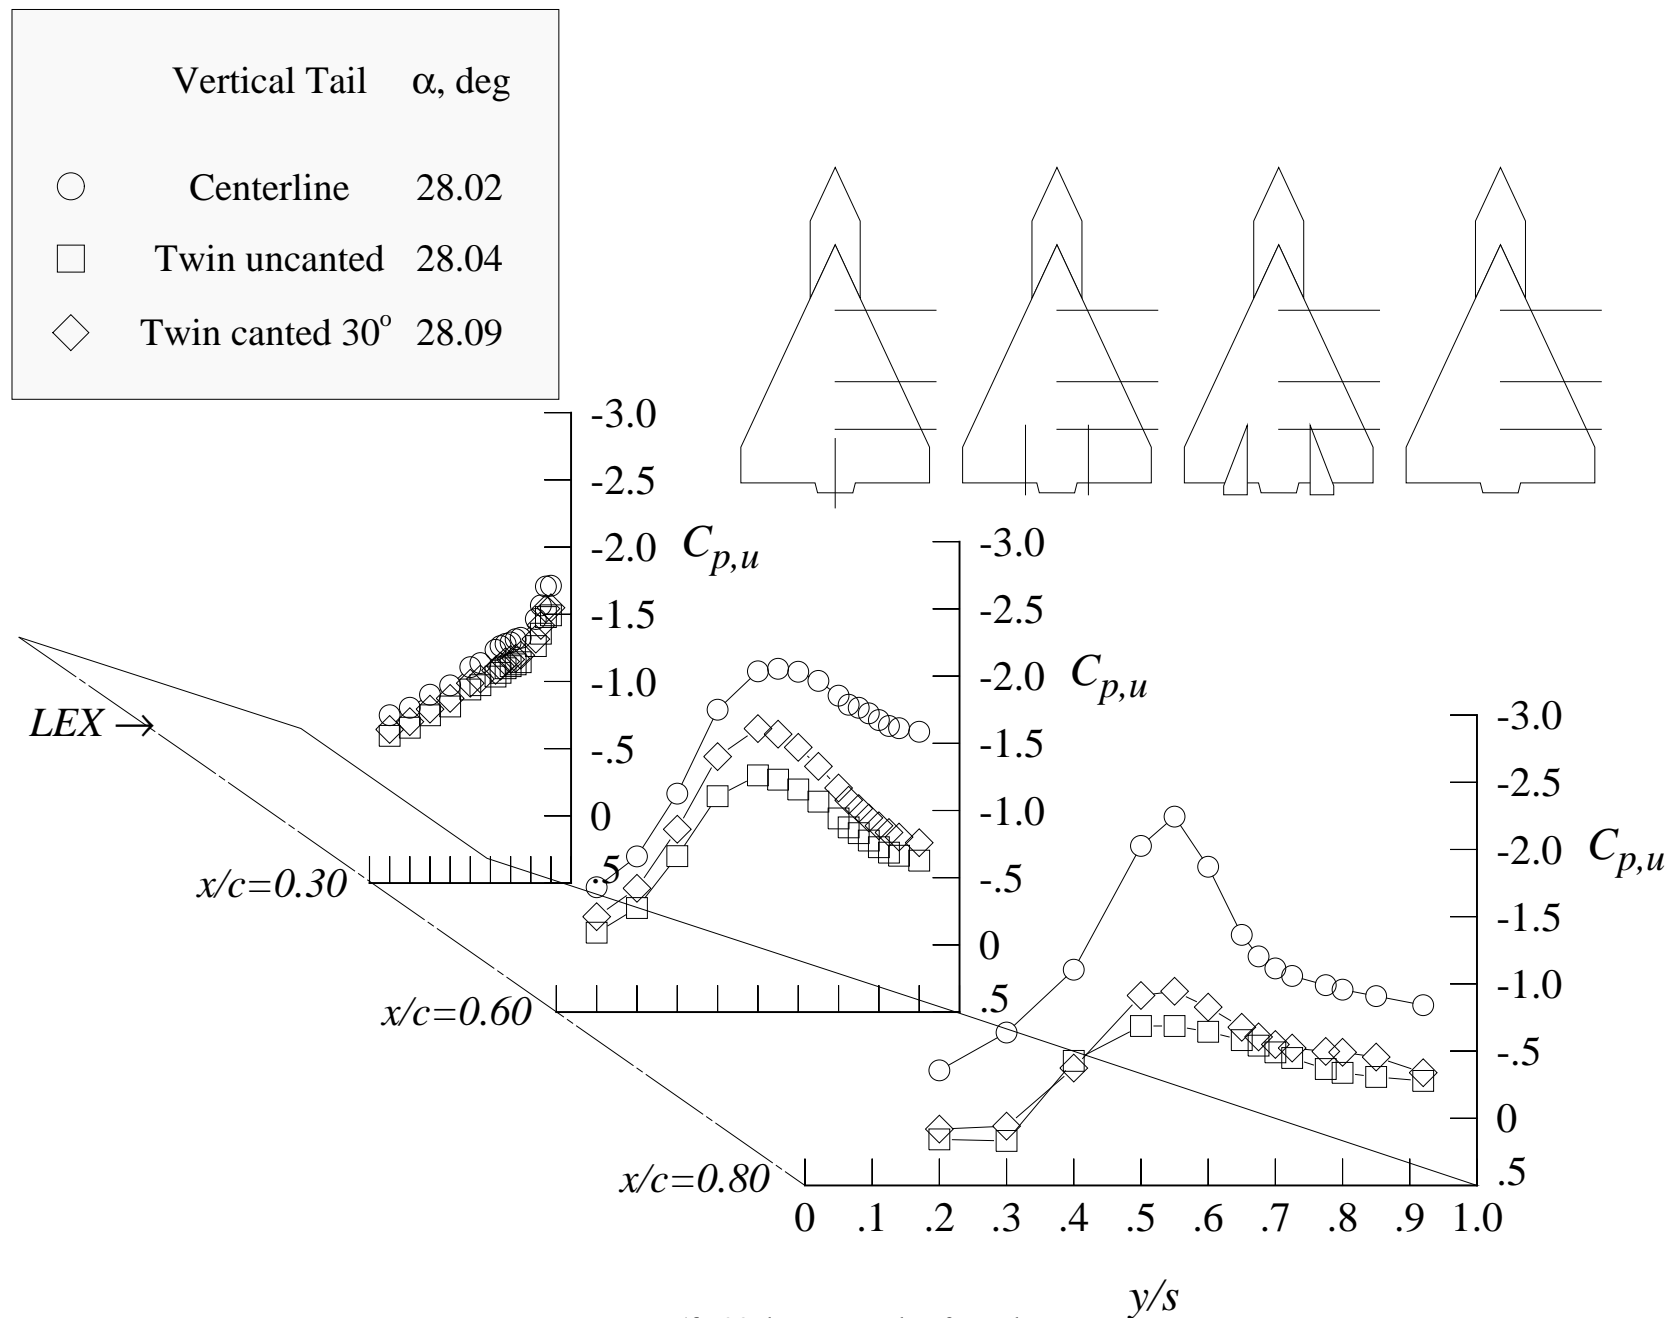 Vertical Tail α, deg
Centerline 28.02
Twin uncanted 28.04
Twin canted 30° 28.09
-3.0
-2.5
-2.0
-1.5
-1.0
-.5
0
.5
Cp,u
LEX →
x/c=0.30
-3.0
-2.5
-2.0
-1.5
-1.0
-.5
0
.5
Cp,u
x/c=0.60
-3.0
-2.5
-2.0
-1.5
-1.0
-.5
0
.5
Cp,u
x/c=0.80
0 .1 .2 .3 .4 .5 .6 .7 .8 .9 1.0
y/s